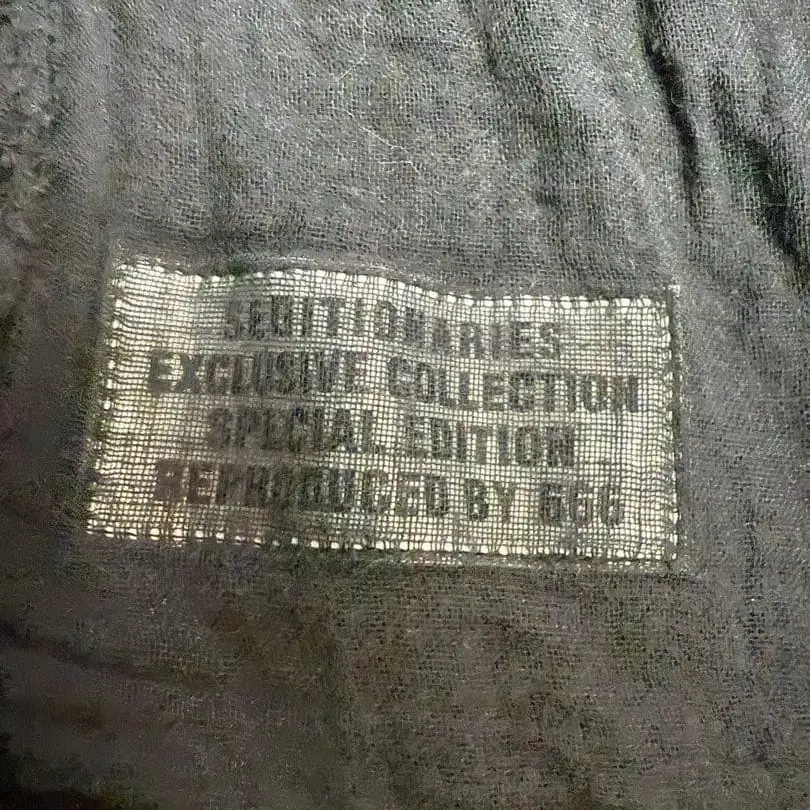 SEDITIONARIES
EXCLUSIVE COLLECTION
SPECIAL EDITION
REPRODUCED BY 666